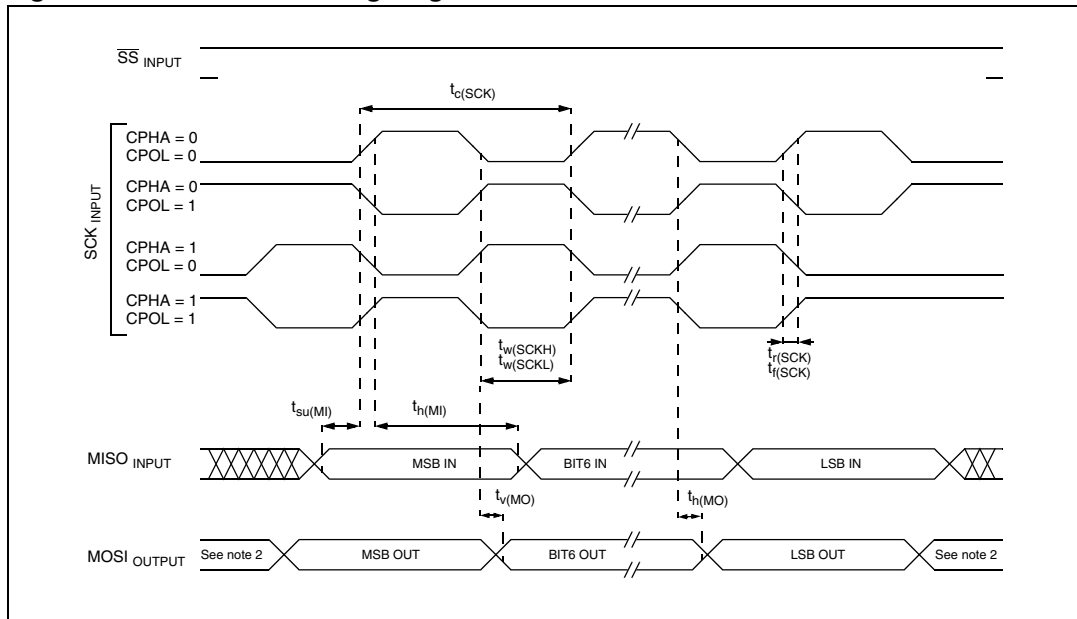 SS INPUT
tc(SCK)
SCK INPUT
CPHA = 0
CPOL = 0
CPHA = 0
CPOL = 1
CPHA = 1
CPOL = 0
CPHA = 1
CPOL = 1
tw(SCKH)
tw(SCKL)
tr(SCK)
tf(SCK)
tsu(MI)
th(MI)
MISO INPUT
MSB IN
BIT6 IN
LSB IN
tv(MO)
th(MO)
MOSI OUTPUT
See note 2
MSB OUT
BIT6 OUT
LSB OUT
See note 2